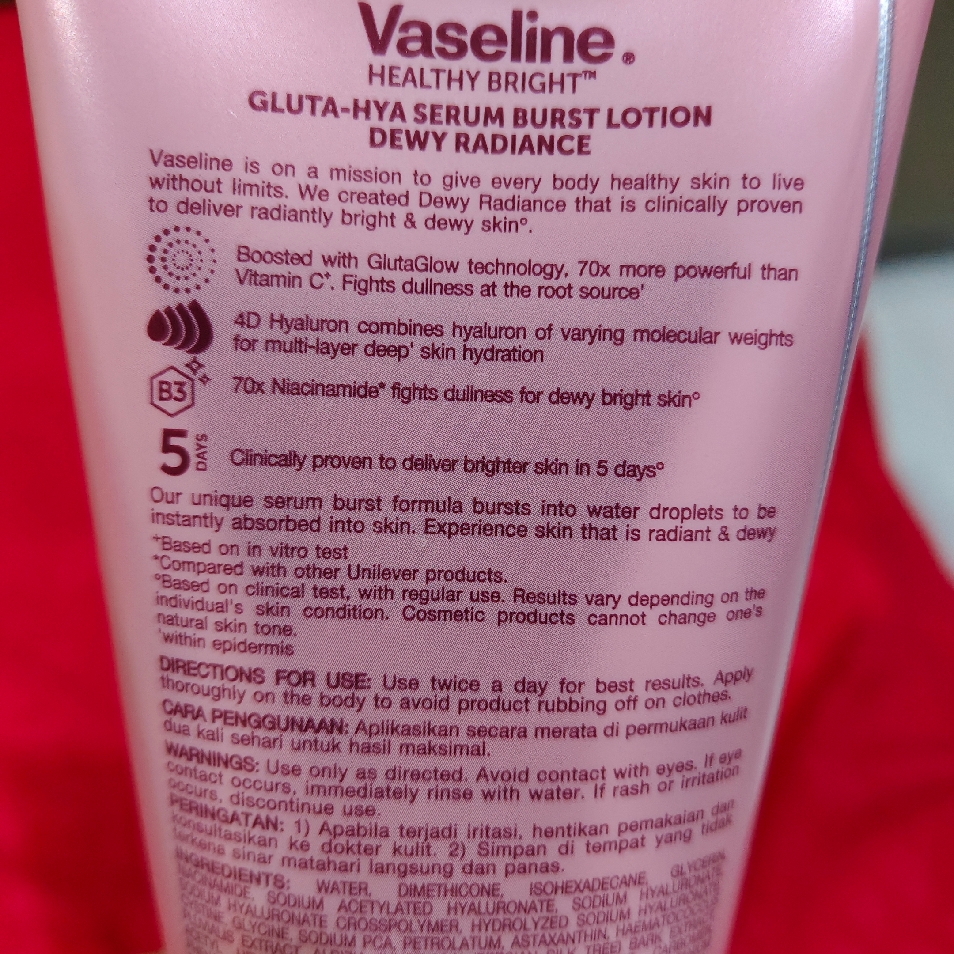 Vaseline®
HEALTHY BRIGHT™
GLUTA-HYA SERUM BURST LOTION
DEWY RADIANCE
Vaseline is on a mission to give every body healthy skin to live
without limits. We created Dewy Radiance that is clinically proven
to deliver radiantly bright & dewy skin°.
Boosted with GlutaGlow technology, 70x more powerful than
Vitamin C⁺. Fights dullness at the root source'
4D Hyaluron combines hyaluron of varying molecular weights
for multi-layer deep' skin hydration
B3
70x Niacinamide* fights dullness for dewy bright skin°
5 DAYS
Clinically proven to deliver brighter skin in 5 days°
Our unique serum burst formula bursts into water droplets to be
instantly absorbed into skin. Experience skin that is radiant & dewy
⁺Based on in vitro test
*Compared with other Unilever products.
°Based on clinical test, with regular use. Results vary depending on the
individual's skin condition. Cosmetic products cannot change one's
natural skin tone.
'within epidermis
DIRECTIONS FOR USE: Use twice a day for best results. Apply
thoroughly on the body to avoid product rubbing off on clothes.
CARA PENGGUNAAN: Aplikasikan secara merata di permukaan kulit
dua kali sehari untuk hasil maksimal.
WARNINGS: Use only as directed. Avoid contact with eyes. If eye
contact occurs, immediately rinse with water. If rash or irritation
occurs, discontinue use.
PERINGATAN: 1) Apabila terjadi iritasi, hentikan pemakaian dan
konsultasikan ke dokter kulit. 2) Simpan di tempat yang tidak
terkena sinar matahari langsung dan panas.
INGREDIENTS: WATER, DIMETHICONE, ISOHEXADECANE,
SODIUM ACETYLATED HYALURONATE, SODIUM HYALURONATE
HYALURONATE CROSSPOLYMER, HYDROLYZED SODIUM HYALURONATE
GLYCINE, SODIUM PCA, PETROLATUM, ASTAXANTHIN,
EXTRACT,